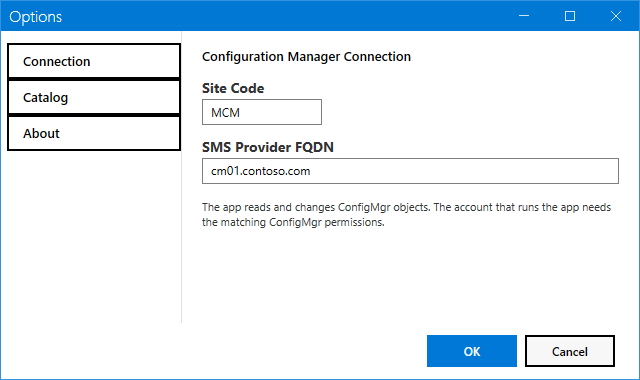 Options
Connection
Catalog
About
Configuration Manager Connection
Site Code
MCM
SMS Provider FQDN
cm01.contoso.com
The app reads and changes ConfigMgr objects. The account that runs the app needs
the matching ConfigMgr permissions.
OK
Cancel